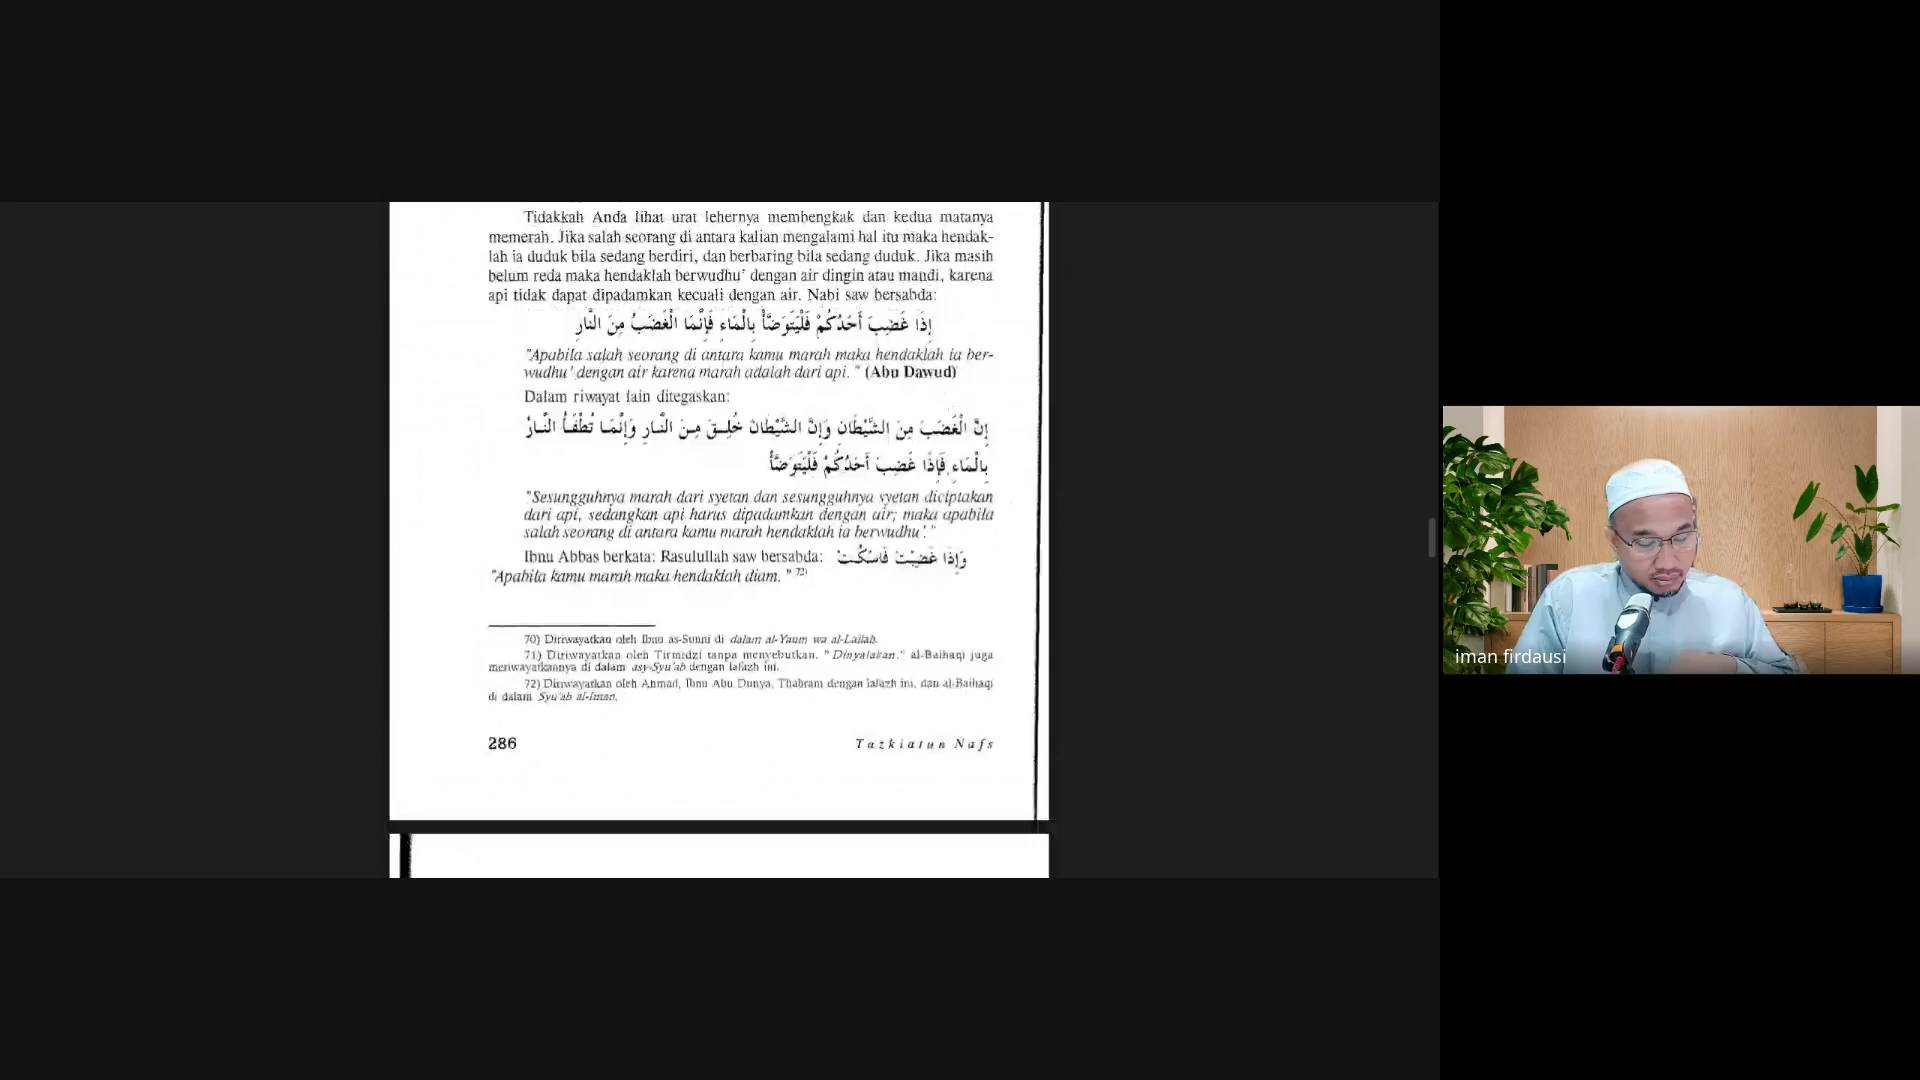 Tidakkah Anda lihat urat lehernya membengkak dan kedua matanya
memerah. Jika salah seorang di antara kalian mengalami hal itu maka hendak-
lah ia duduk bila sedang berdiri, dan berbaring bila sedang duduk. Jika masih
belum reda maka hendaklah berwudhu' dengan air dingin atau mandi, karena
api tidak dapat dipadamkan kecuali dengan air. Nabi saw bersabda:
إِذَا غَضِبَ أَحَدُكُمْ فَلْيَتَوَضَّأْ بِالْمَاءِ فَإِنَّمَا الْغَضَبُ مِنَ النَّارِ
"Apabila salah seorang di antara kamu marah maka hendaklah ia ber-
wudhu' dengan air karena marah adalah dari api." (Abu Dawud)
Dalam riwayat lain ditegaskan:
إِنَّ الْغَضَبَ مِنَ الشَّيْطَانِ وَإِنَّ الشَّيْطَانَ خُلِقَ مِنَ النَّارِ وَإِنَّمَا تُطْفَأُ النَّارُ
بِالْمَاءِ فَإِذَا غَضِبَ أَحَدُكُمْ فَلْيَتَوَضَّأْ
"Sesungguhnya marah dari syetan dan sesungguhnya syetan diciptakan
dari api, sedangkan api harus dipadamkan dengan air; maka apabila
salah seorang di antara kamu marah hendaklah ia berwudhu'."
Ibnu Abbas berkata: Rasulullah saw bersabda: وَإِذَا غَضِبْتَ فَاسْكُتْ
"Apabila kamu marah maka hendaklah diam." 72)
70) Diriwayatkan oleh Ibnu as-Sunni di dalam al-Yaum wa al-Lailah.
71) Diriwayatkan oleh Tirmidzi tanpa menyebutkan. "Dinyalakan." al-Baihaqi juga
meriwayatkannya di dalam asy-Syu'ab dengan lafazh ini.
72) Diriwayatkan oleh Ahmad, Ibnu Abu Dunya, Thabrani dengan lafazh ini, dan al-Baihaqi
di dalam Syu'ab al-Iman.
286 Tazkiatun Nafs
iman firdausi